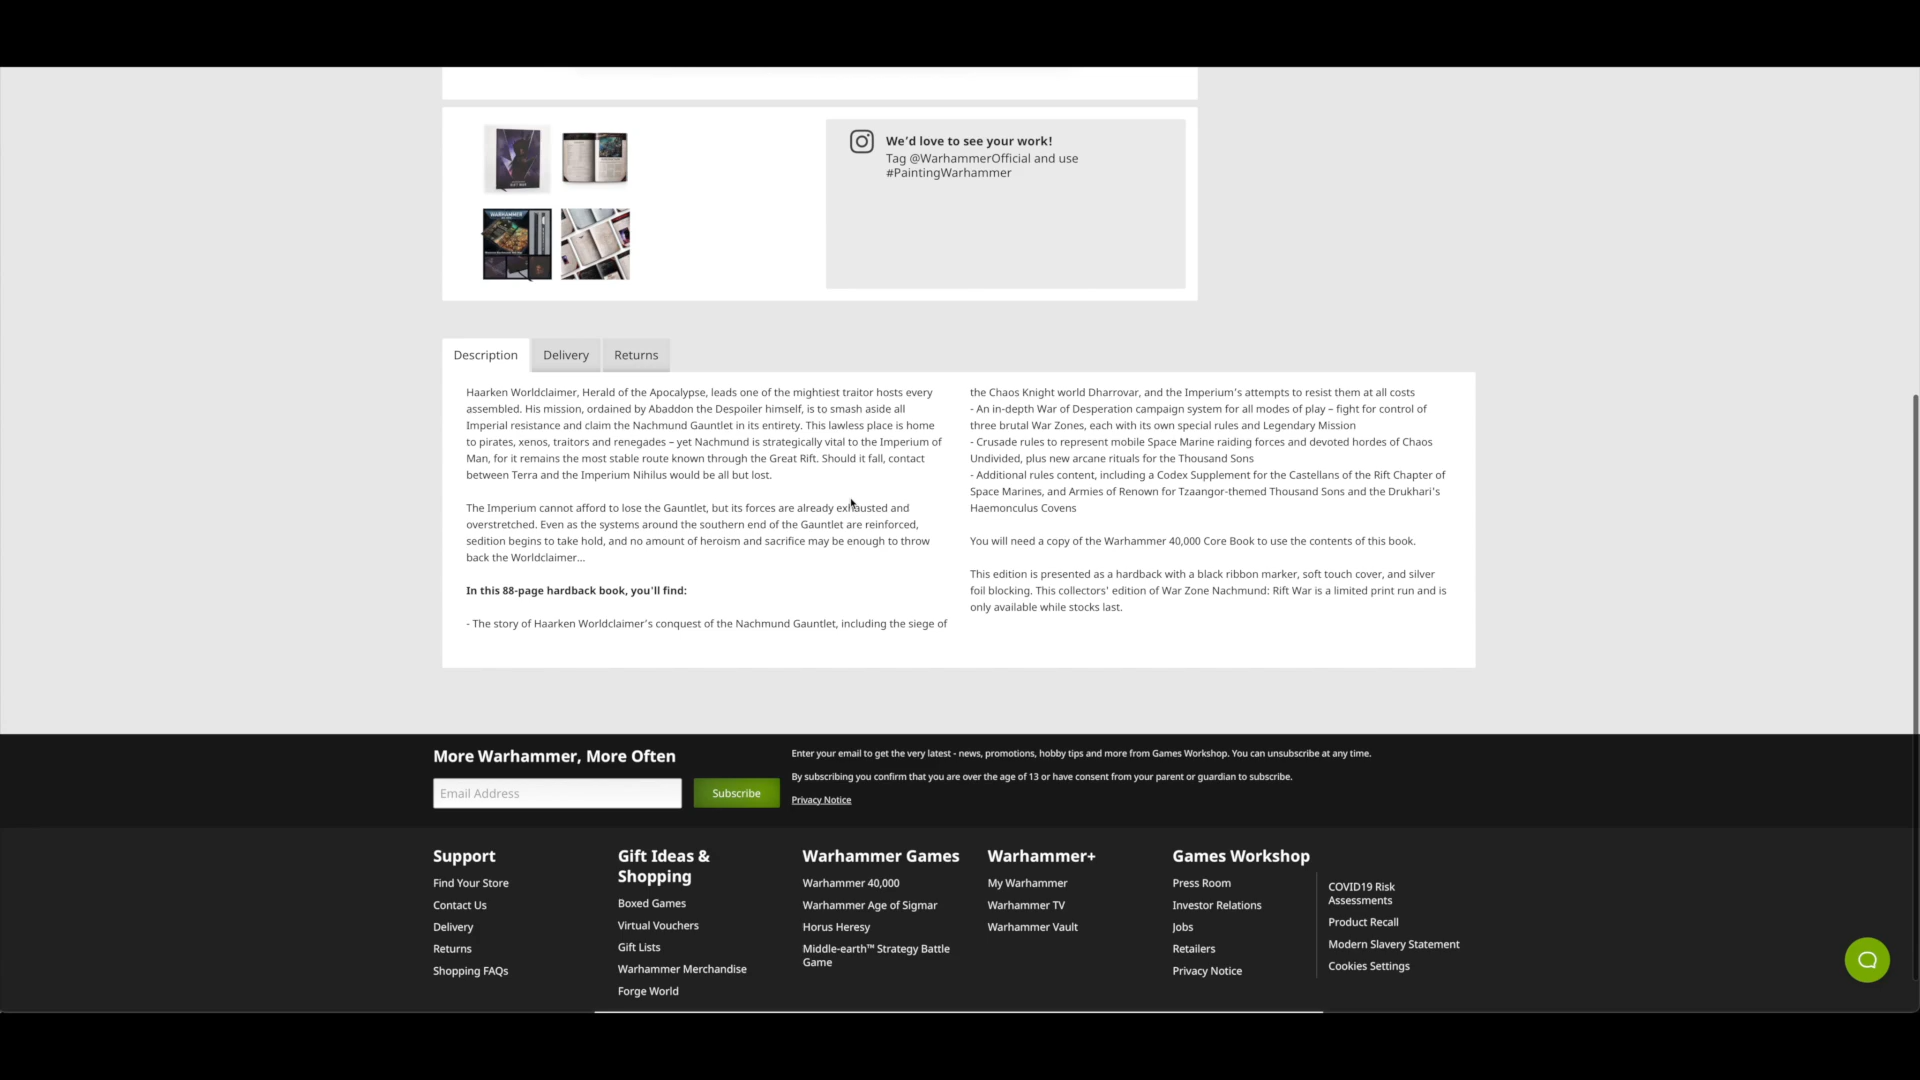 We'd love to see your work!
Tag @WarhammerOfficial and use
#PaintingWarhammer
Description
Delivery
Returns
Haarken Worldclaimer, Herald of the Apocalypse, leads one of the mightiest traitor hosts every
assembled. His mission, ordained by Abaddon the Despoiler himself, is to smash aside all
Imperial resistance and claim the Nachmund Gauntlet in its entirety. This lawless place is home
to pirates, xenos, traitors and renegades – yet Nachmund is strategically vital to the Imperium of
Man, for it remains the most stable route known through the Great Rift. Should it fall, contact
between Terra and the Imperium Nihilus would be all but lost.
The Imperium cannot afford to lose the Gauntlet, but its forces are already exhausted and
overstretched. Even as the systems around the southern end of the Gauntlet are reinforced,
sedition begins to take hold, and no amount of heroism and sacrifice may be enough to throw
back the Worldclaimer...
In this 88-page hardback book, you'll find:
- The story of Haarken Worldclaimer's conquest of the Nachmund Gauntlet, including the siege of
the Chaos Knight world Dharrovar, and the Imperium's attempts to resist them at all costs
- An in-depth War of Desperation campaign system for all modes of play – fight for control of
three brutal War Zones, each with its own special rules and Legendary Mission
- Crusade rules to represent mobile Space Marine raiding forces and devoted hordes of Chaos
Undivided, plus new arcane rituals for the Thousand Sons
- Additional rules content, including a Codex Supplement for the Castellans of the Rift Chapter of
Space Marines, and Armies of Renown for Tzaangor-themed Thousand Sons and the Drukhari's
Haemonculus Covens
You will need a copy of the Warhammer 40,000 Core Book to use the contents of this book.
This edition is presented as a hardback with a black ribbon marker, soft touch cover, and silver
foil blocking. This collectors' edition of War Zone Nachmund: Rift War is a limited print run and is
only available while stocks last.
More Warhammer, More Often
Email Address
Subscribe
Enter your email to get the very latest - news, promotions, hobby tips and more from Games Workshop. You can unsubscribe at any time.
By subscribing you confirm that you are over the age of 13 or have consent from your parent or guardian to subscribe.
Privacy Notice
Support
Find Your Store
Contact Us
Delivery
Returns
Shopping FAQs
Gift Ideas &
Shopping
Boxed Games
Virtual Vouchers
Gift Lists
Warhammer Merchandise
Forge World
Warhammer Games
Warhammer 40,000
Warhammer Age of Sigmar
Horus Heresy
Middle-earth™ Strategy Battle
Game
Warhammer+
My Warhammer
Warhammer TV
Warhammer Vault
Games Workshop
Press Room
Investor Relations
Jobs
Retailers
Privacy Notice
COVID19 Risk
Assessments
Product Recall
Modern Slavery Statement
Cookies Settings